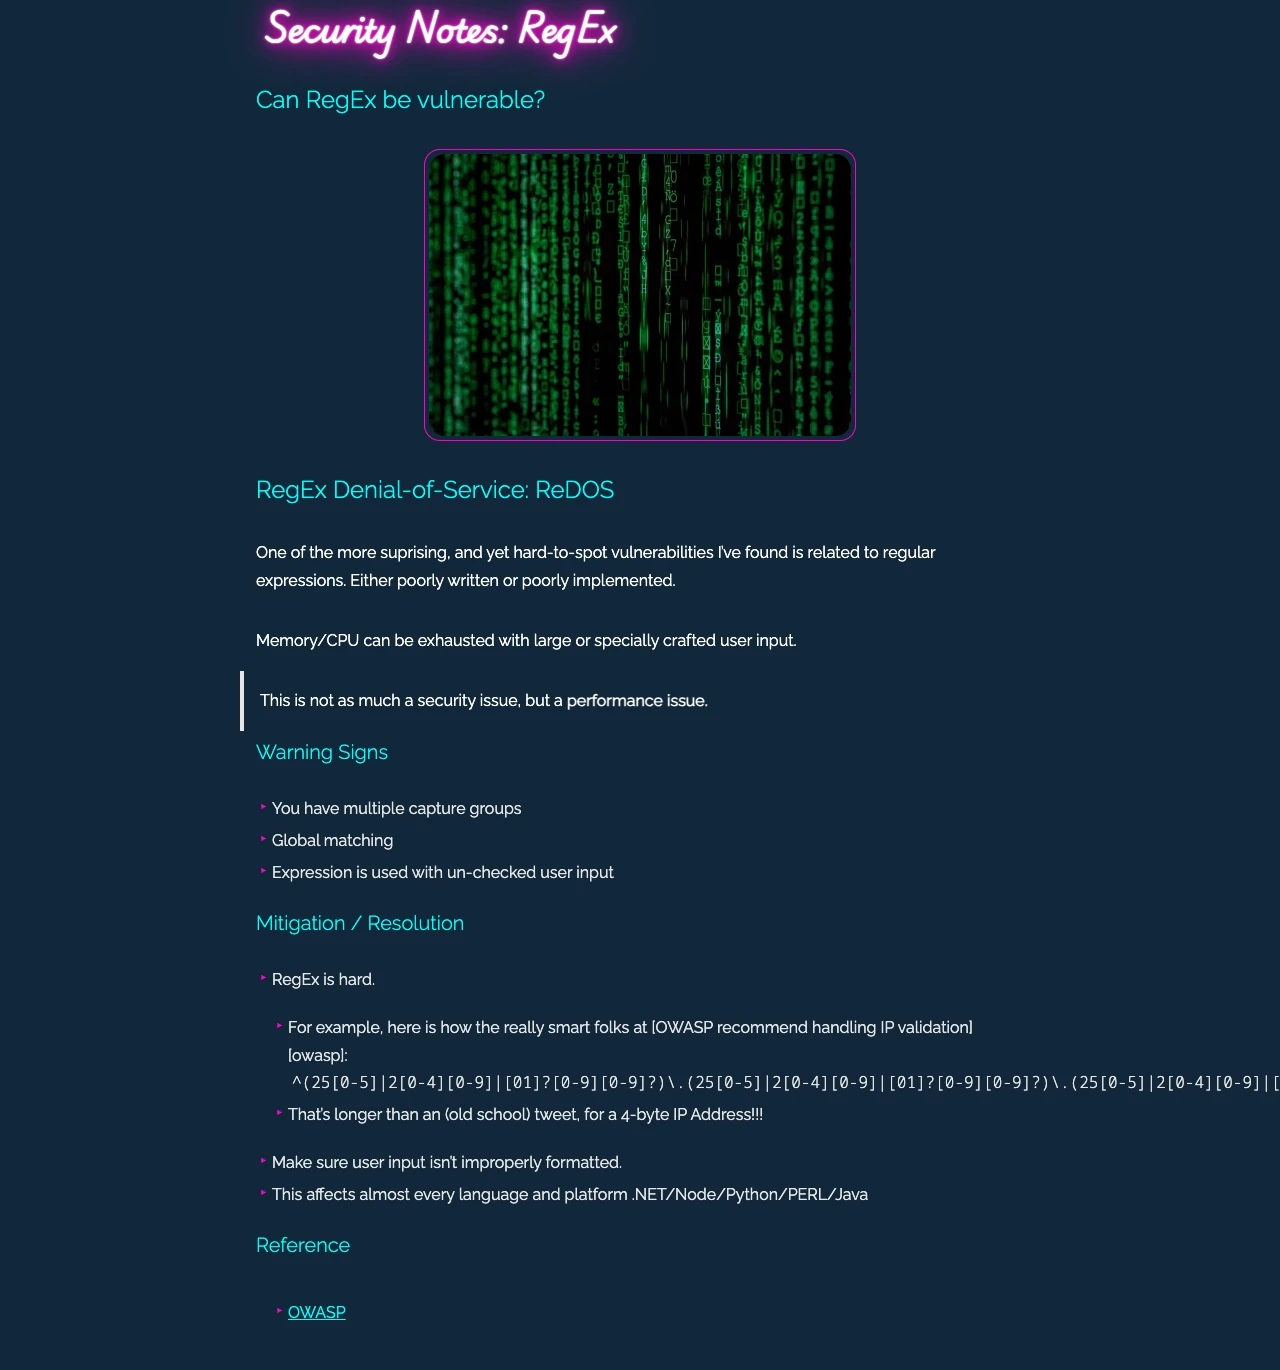 Security Notes: RegEx
Can RegEx be vulnerable?
RegEx Denial-of-Service: ReDOS
One of the more suprising, and yet hard-to-spot vulnerabilities I've found is related to regular
expressions. Either poorly written or poorly implemented.
Memory/CPU can be exhausted with large or specially crafted user input.
This is not as much a security issue, but a performance issue.
Warning Signs
‣ You have multiple capture groups
‣ Global matching
‣ Expression is used with un-checked user input
Mitigation / Resolution
‣ RegEx is hard.
‣ For example, here is how the really smart folks at [OWASP recommend handling IP validation]
[owasp]:
^(25[0-5]|2[0-4][0-9]|[01]?[0-9][0-9]?)\.(25[0-5]|2[0-4][0-9]|[01]?[0-9][0-9]?)\.(25[0-5]|2[0-4][0-9]|[
‣ That's longer than an (old school) tweet, for a 4-byte IP Address!!!
‣ Make sure user input isn't improperly formatted.
‣ This affects almost every language and platform .NET/Node/Python/PERL/Java
Reference
‣ OWASP